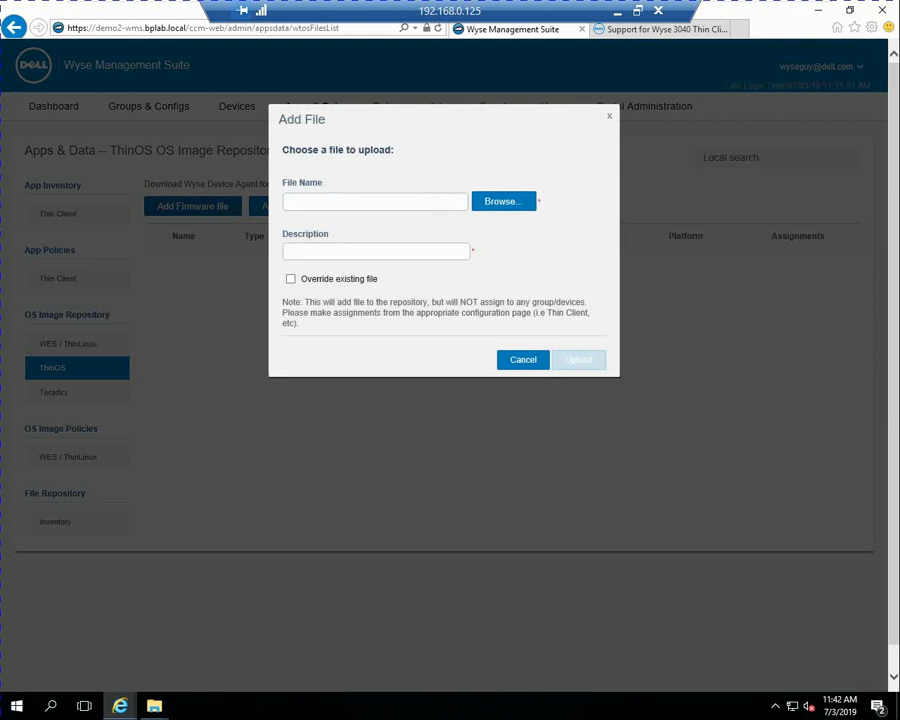 192.168.0.125
https://demo2-wms.bplab.local/ccm-web/admin/appsdata/wtosFilesList
Wyse Management Suite
Support for Wyse 3040 Thin Cli...
DELL
Wyse Management Suite
wyseguy@dell.com
Dashboard
Groups & Configs
Devices
Portal Administration
Add File
x
Apps & Data – ThinOS OS Image Reposito
Choose a file to upload:
Local search
App Inventory
Download Wyse Device Agent for
File Name
Thin Client
Add Firmware file
A
Browse...
*
Name
Type
Description
Platform
Assignments
App Policies
*
Thin Client
Override existing file
Note: This will add file to the repository, but will NOT assign to any group/devices.
Please make assignments from the appropriate configuration page (i.e Thin Client,
etc).
OS Image Repository
WES / ThinLinux
ThinOS
Cancel
Upload
Teradici
OS Image Policies
WES / ThinLinux
File Repository
Inventory
11:42 AM
7/3/2019
2